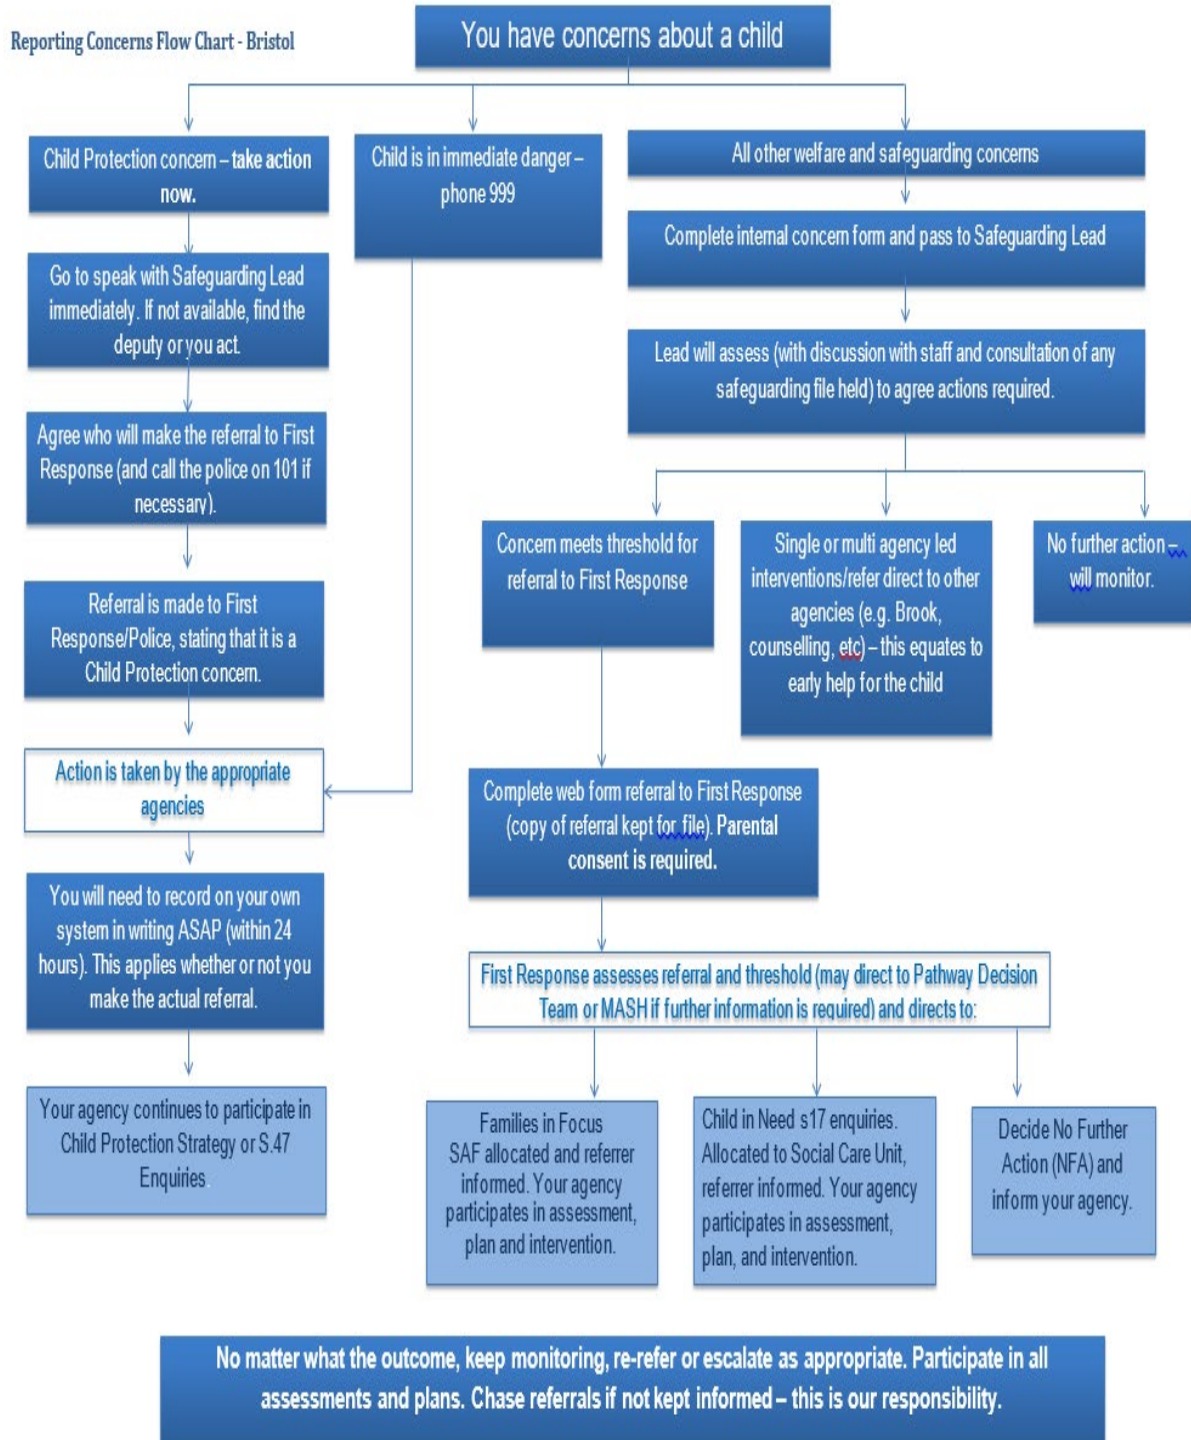 Reporting Concerns Flow Chart - Bristol
You have concerns about a child
Child Protection concern – take action
now.
Go to speak with Safeguarding Lead
immediately. If not available, find the
deputy or you act.
Agree who will make the referral to First
Response (and call the police on 101 if
necessary).
Referral is made to First
Response/Police, stating that it is a
Child Protection concern.
Action is taken by the appropriate
agencies
You will need to record on your own
system in writing ASAP (within 24
hours). This applies whether or not you
make the actual referral.
Your agency continues to participate in
Child Protection Strategy or S.47
Enquiries.
Child is in immediate danger –
phone 999
All other welfare and safeguarding concerns
Complete internal concern form and pass to Safeguarding Lead
Lead will assess (with discussion with staff and consultation of any
safeguarding file held) to agree actions required.
Concern meets threshold for
referral to First Response
Single or multi agency led
interventions/refer direct to other
agencies (e.g. Brook,
counselling, etc) – this equates to
early help for the child
No further action –
will monitor.
Complete web form referral to First Response
(copy of referral kept for file). Parental
consent is required.
First Response assesses referral and threshold (may direct to Pathway Decision
Team or MASH if further information is required) and directs to:
Families in Focus
SAF allocated and referrer
informed. Your agency
participates in assessment,
plan and intervention.
Child in Need s17 enquiries.
Allocated to Social Care Unit,
referrer informed. Your agency
participates in assessment,
plan, and intervention.
Decide No Further
Action (NFA) and
inform your agency.
No matter what the outcome, keep monitoring, re-refer or escalate as appropriate. Participate in all
assessments and plans. Chase referrals if not kept informed – this is our responsibility.